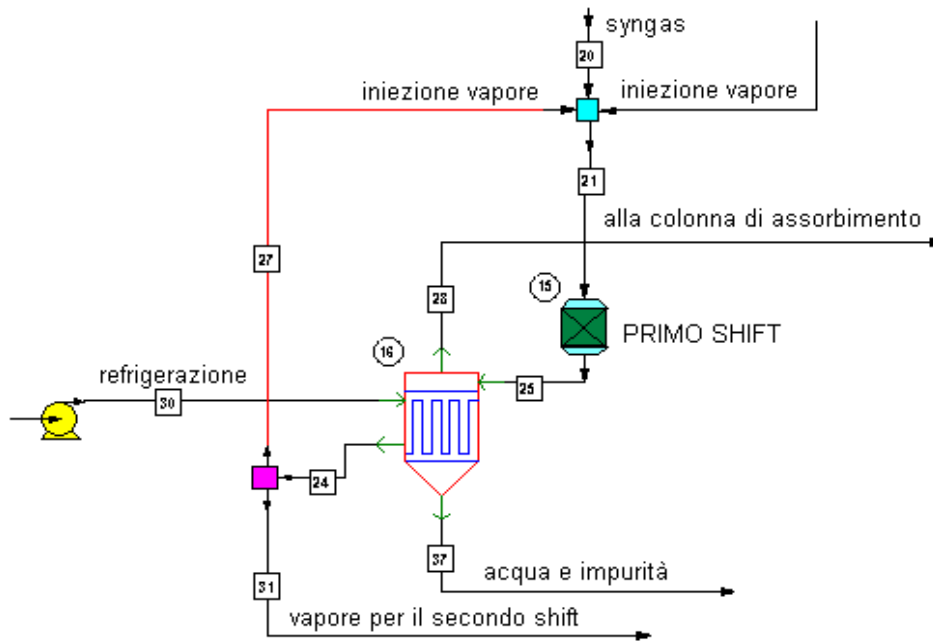 syngas
20
iniezione vapore
iniezione vapore
21
alla colonna di assorbimento
27
28
15
PRIMO SHIFT
16
refrigerazione
25
30
24
37
acqua e impurità
31
vapore per il secondo shift